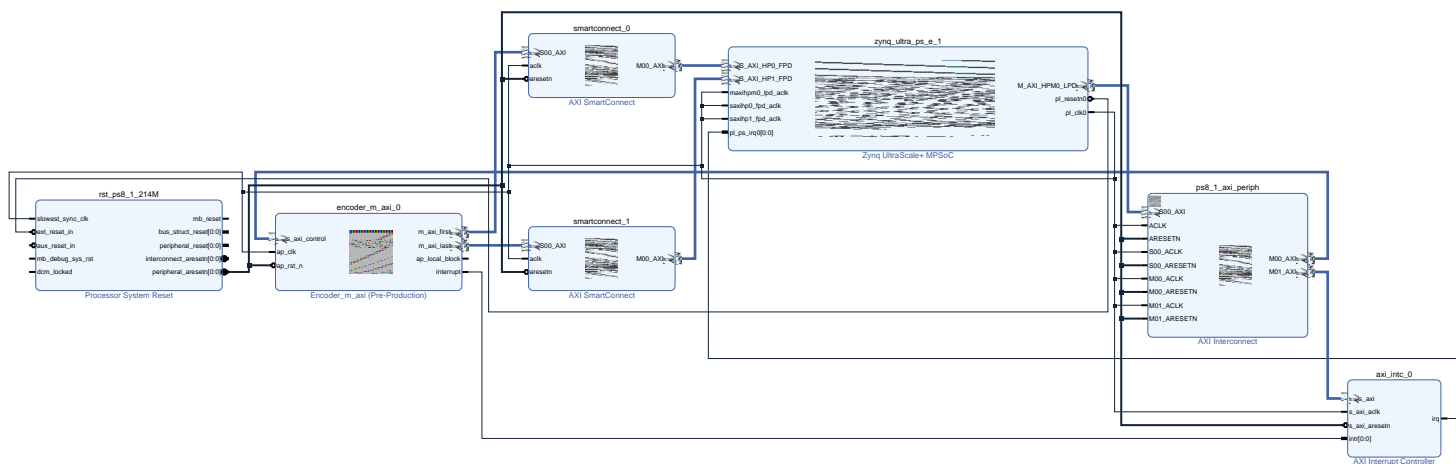 smartconnect_0
S00_AXI
aclk
aresetn
M00_AXI
AXI SmartConnect
zynq_ultra_ps_e_1
S_AXI_HP0_FPD
S_AXI_HP1_FPD
maxihpm0_lpd_aclk
saxihp0_fpd_aclk
saxihp1_fpd_aclk
pl_ps_irq0[0:0]
M_AXI_HPM0_LPD
pl_resetn0
pl_clk0
Zynq UltraScale+ MPSoC
rst_ps8_1_214M
slowest_sync_clk
ext_reset_in
aux_reset_in
mb_debug_sys_rst
dcm_locked
mb_reset
bus_struct_reset[0:0]
peripheral_reset[0:0]
interconnect_aresetn[0:0]
peripheral_aresetn[0:0]
Processor System Reset
encoder_m_axi_0
s_axi_control
ap_clk
ap_rst_n
m_axi_first
m_axi_last
ap_local_block
interrupt
Encoder_m_axi (Pre-Production)
smartconnect_1
S00_AXI
aclk
aresetn
M00_AXI
AXI SmartConnect
ps8_1_axi_periph
S00_AXI
ACLK
ARESETN
S00_ACLK
S00_ARESETN
M00_ACLK
M00_ARESETN
M01_ACLK
M01_ARESETN
M00_AXI
M01_AXI
AXI Interconnect
axi_intc_0
s_axi
s_axi_aclk
s_axi_aresetn
intr[0:0]
irq
AXI Interrupt Controller